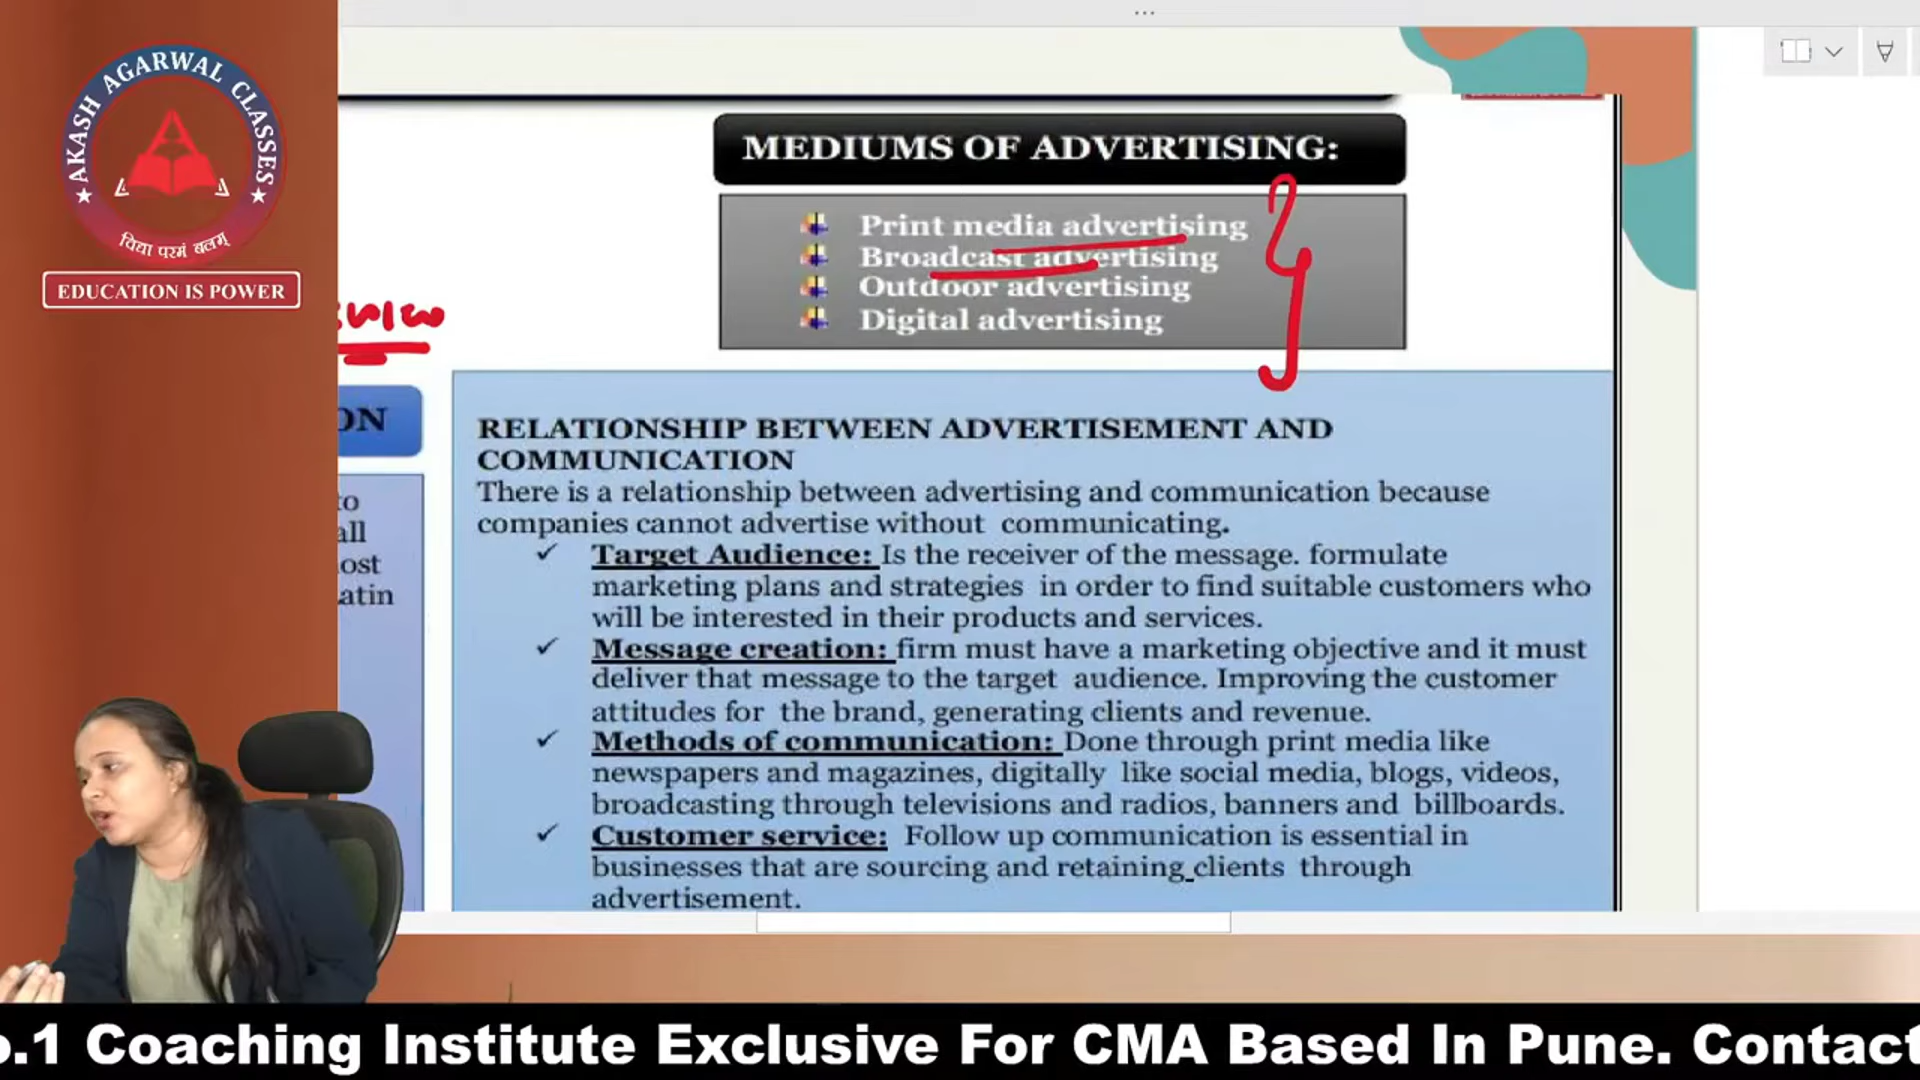 AKASH AGARWAL CLASSES
विद्या परमं बलम्
EDUCATION IS POWER
MEDIUMS OF ADVERTISING:
Print media advertising
Broadcast advertising
Outdoor advertising
Digital advertising
ON
to
all
ost
atin
RELATIONSHIP BETWEEN ADVERTISEMENT AND
COMMUNICATION
There is a relationship between advertising and communication because
companies cannot advertise without communicating.
Target Audience: Is the receiver of the message. formulate
marketing plans and strategies in order to find suitable customers who
will be interested in their products and services.
Message creation: firm must have a marketing objective and it must
deliver that message to the target audience. Improving the customer
attitudes for the brand, generating clients and revenue.
Methods of communication: Done through print media like
newspapers and magazines, digitally like social media, blogs, videos,
broadcasting through televisions and radios, banners and billboards.
Customer service: Follow up communication is essential in
businesses that are sourcing and retaining clients through
advertisement.
o.1 Coaching Institute Exclusive For CMA Based In Pune. Contact